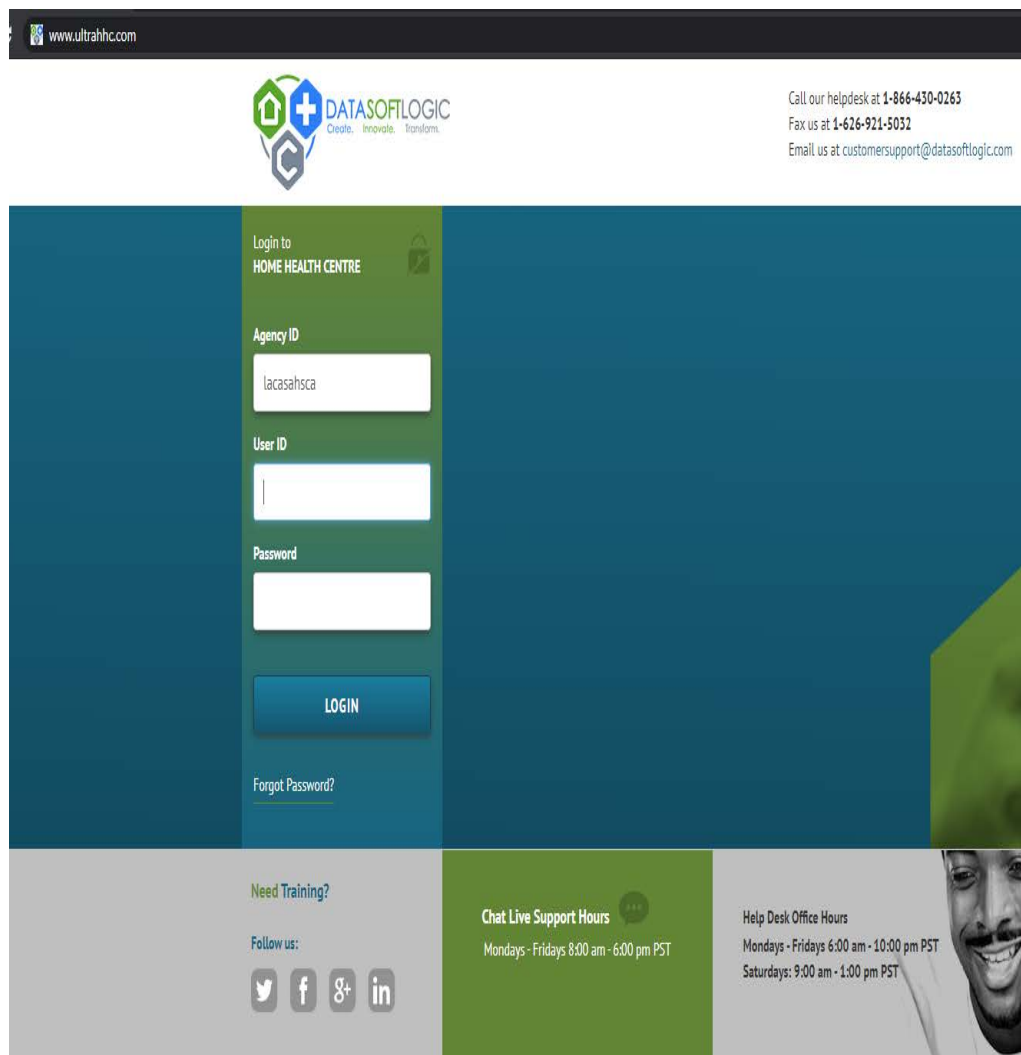 www.ultrahhc.com
DATASOFTLOGIC
Create. Innovate. Transform.
Call our helpdesk at 1-866-430-0263
Fax us at 1-626-921-5032
Email us at customersupport@datasoftlogic.com
Login to
HOME HEALTH CENTRE
Agency ID
lacasahsca
User ID
Password
LOGIN
Forgot Password?
Need Training?
Follow us:
8+
in
Chat Live Support Hours
Mondays - Fridays 8:00 am - 6:00 pm PST
Help Desk Office Hours
Mondays - Fridays 6:00 am - 10:00 pm PST
Saturdays: 9:00 am - 1:00 pm PST